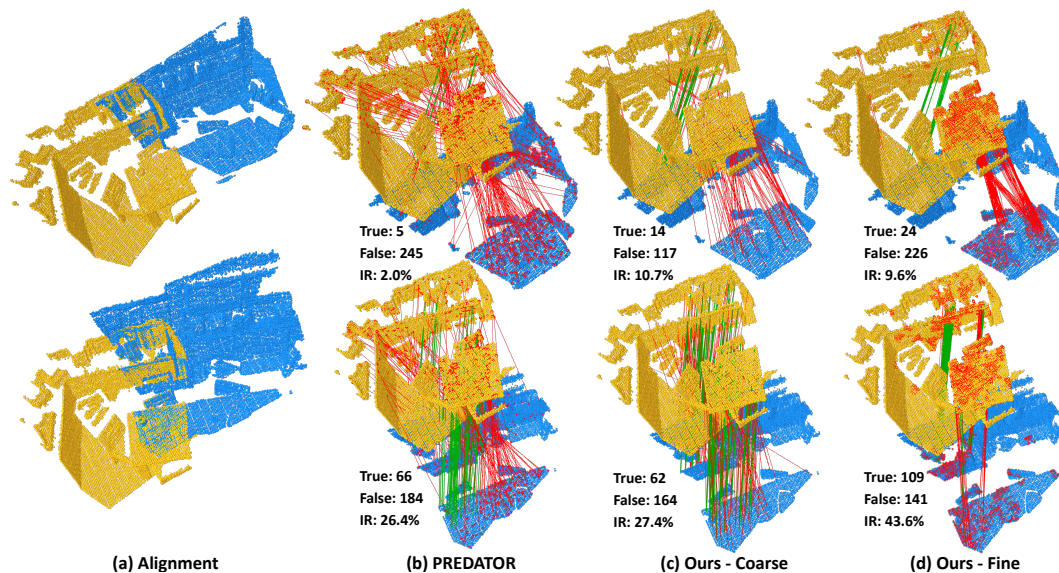 True: 5
False: 245
IR: 2.0%
True: 14
False: 117
IR: 10.7%
True: 24
False: 226
IR: 9.6%
True: 66
False: 184
IR: 26.4%
True: 62
False: 164
IR: 27.4%
True: 109
False: 141
IR: 43.6%
(a) Alignment
(b) PREDATOR
(c) Ours - Coarse
(d) Ours - Fine